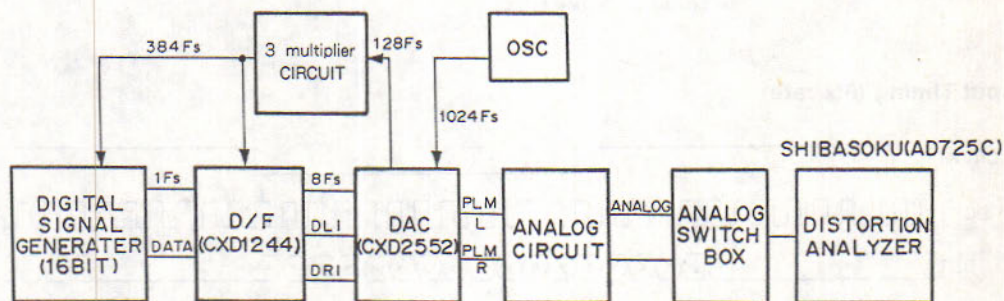 384Fs
3 multiplier
CIRCUIT
128Fs
OSC
1024Fs
SHIBASOKU(AD725C)
DIGITAL
SIGNAL
GENERATER
(16BIT)
1Fs
DATA
D/F
(CXD1244)
8Fs
DLI
DRI
DAC
(CXD2552)
PLM
L
PLM
R
ANALOG
CIRCUIT
ANALOG
ANALOG
SWITCH
BOX
DISTORTION
ANALYZER